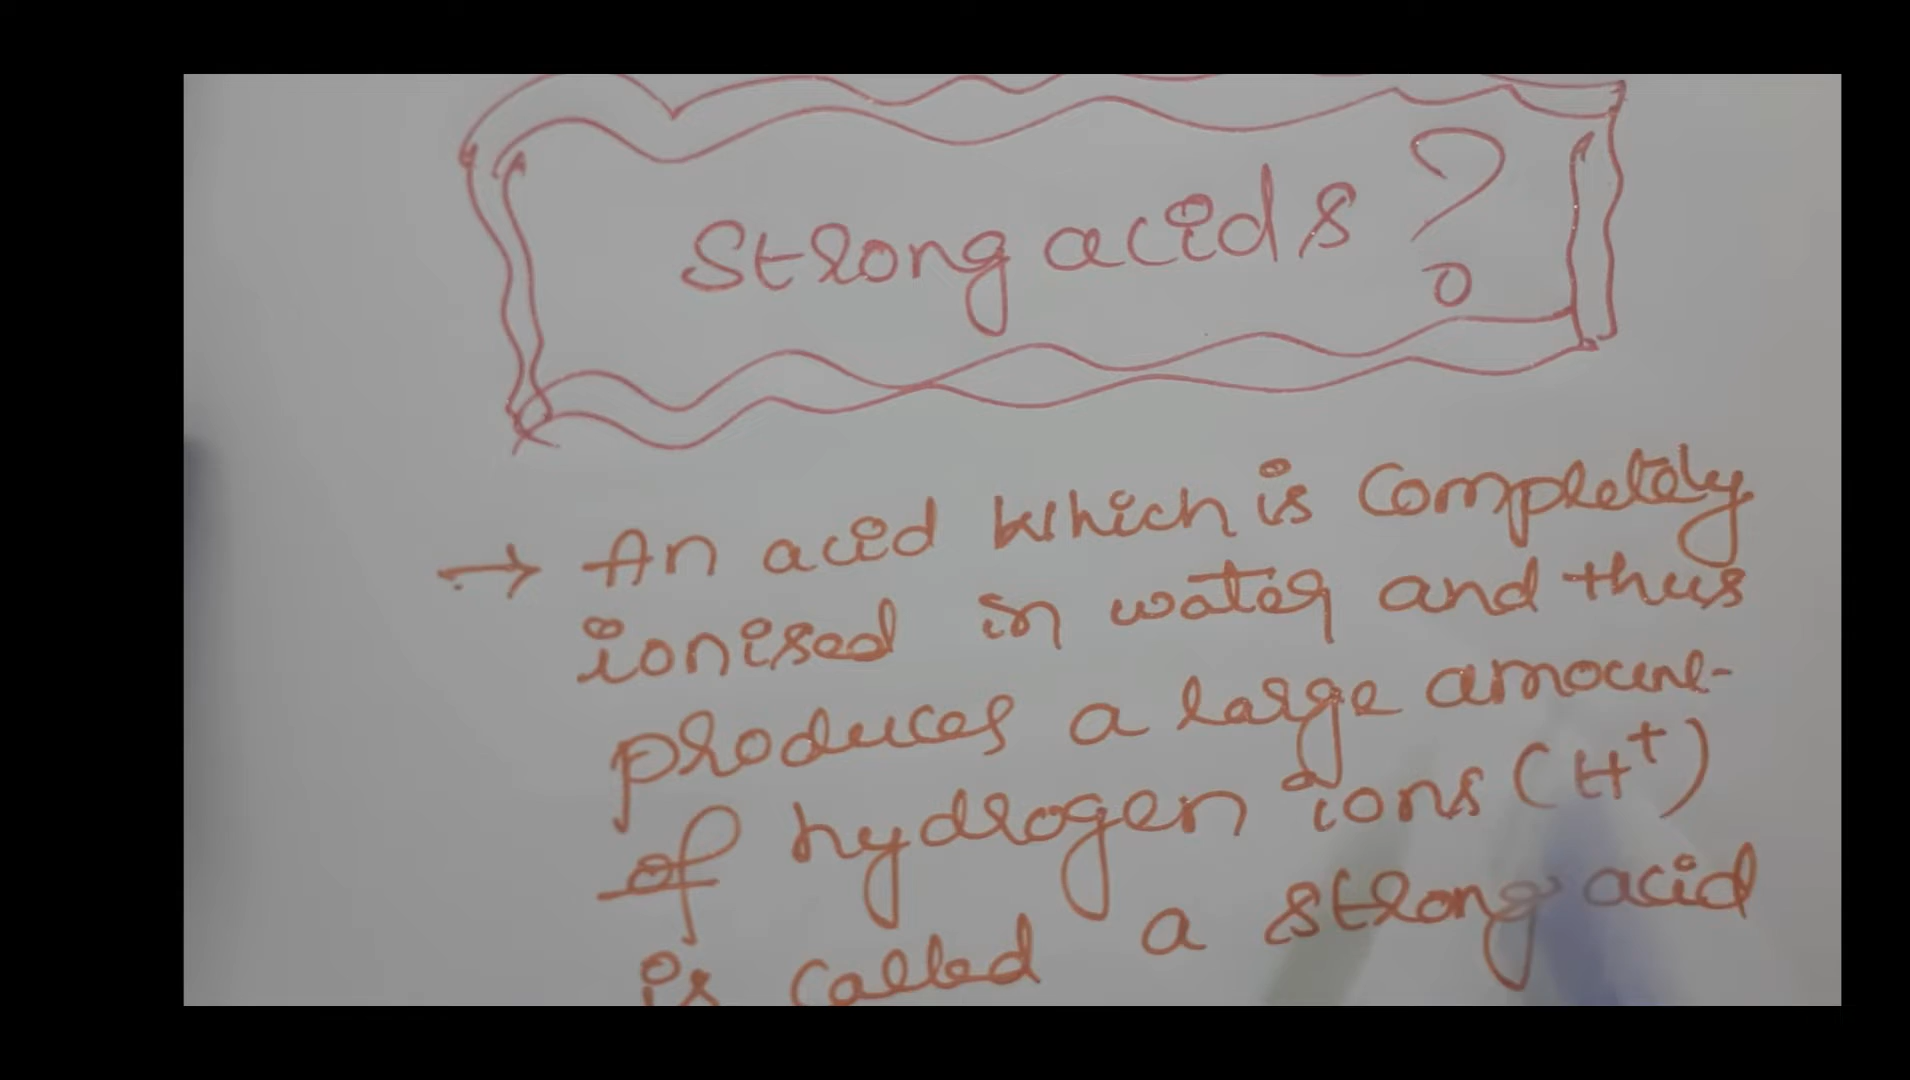 Strong acids?
→ An acid which is completely
ionised in water and thus
produces a large amount
of hydrogen ions (H⁺)
is called a strong acid